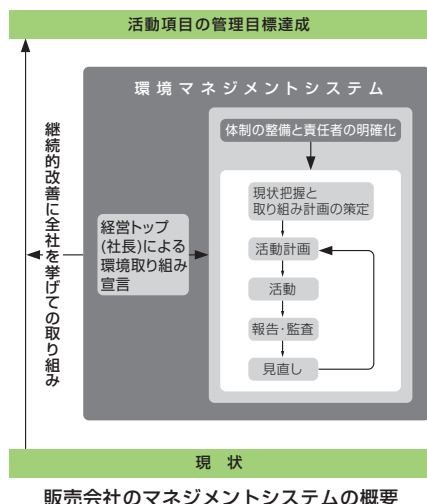 活動項目の管理目標達成
環境マネジメントシステム
体制の整備と責任者の明確化
継続的改善に全社を挙げての取り組み
経営トップ
(社長)による
環境取り組み
宣言
現状把握と
取り組み計画の策定
活動計画
活動
報告・監査
見直し
現 状
販売会社のマネジメントシステムの概要